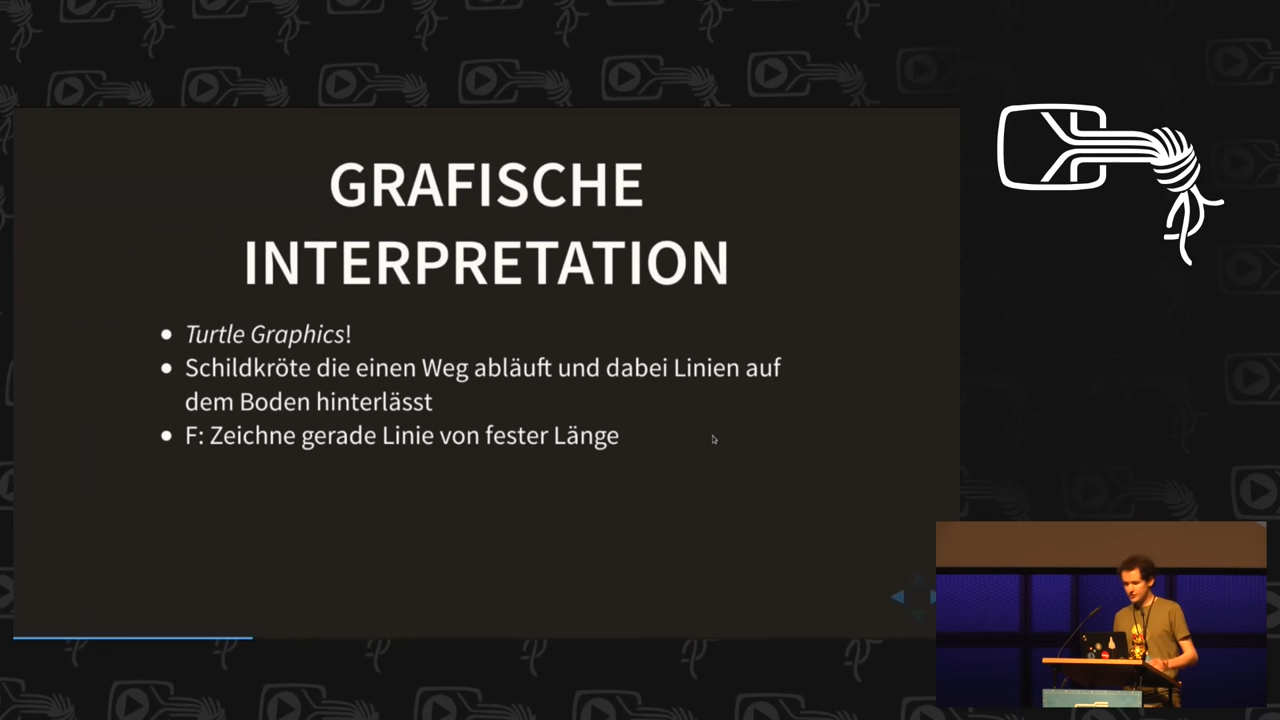 GRAFISCHE
INTERPRETATION
Turtle Graphics!
Schildkröte die einen Weg abläuft und dabei Linien auf
dem Boden hinterlässt
F: Zeichne gerade Linie von fester Länge